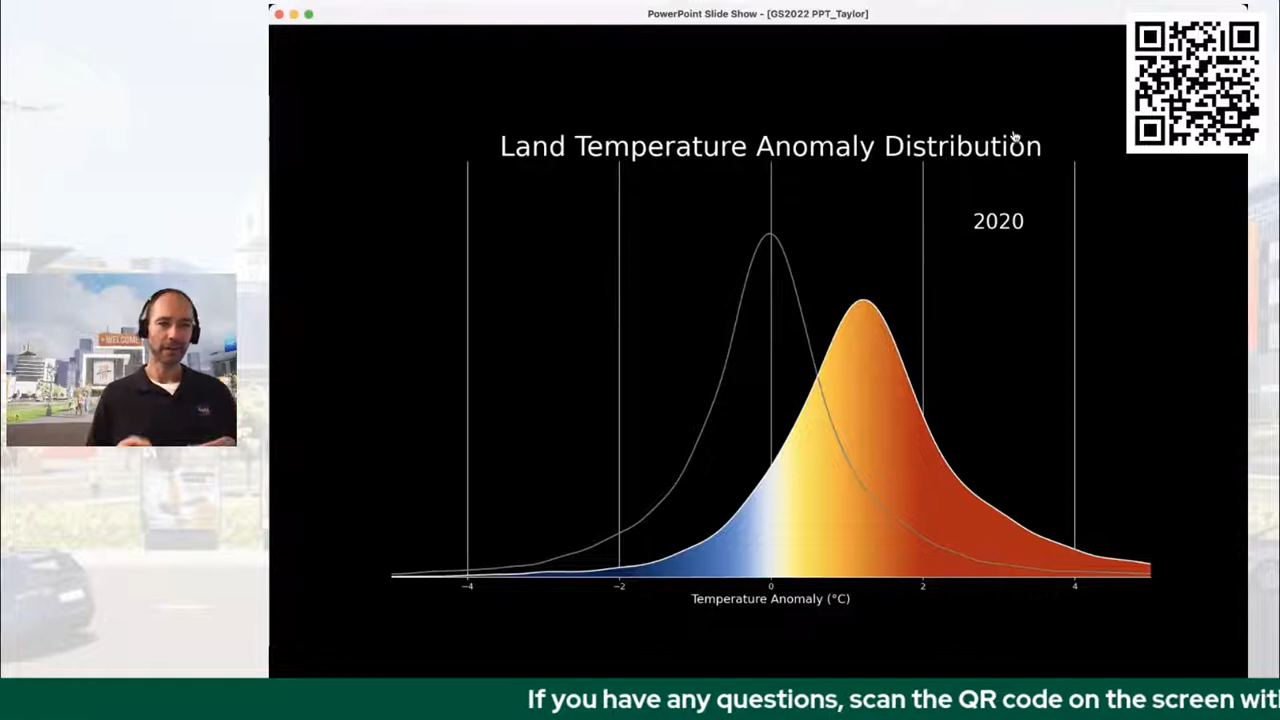 PowerPoint Slide Show - [GS2022 PPT_Taylor]
Land Temperature Anomaly Distribution
2020
WELCOME
−4 −2 0 2 4
Temperature Anomaly (°C)
If you have any questions, scan the QR code on the screen wit